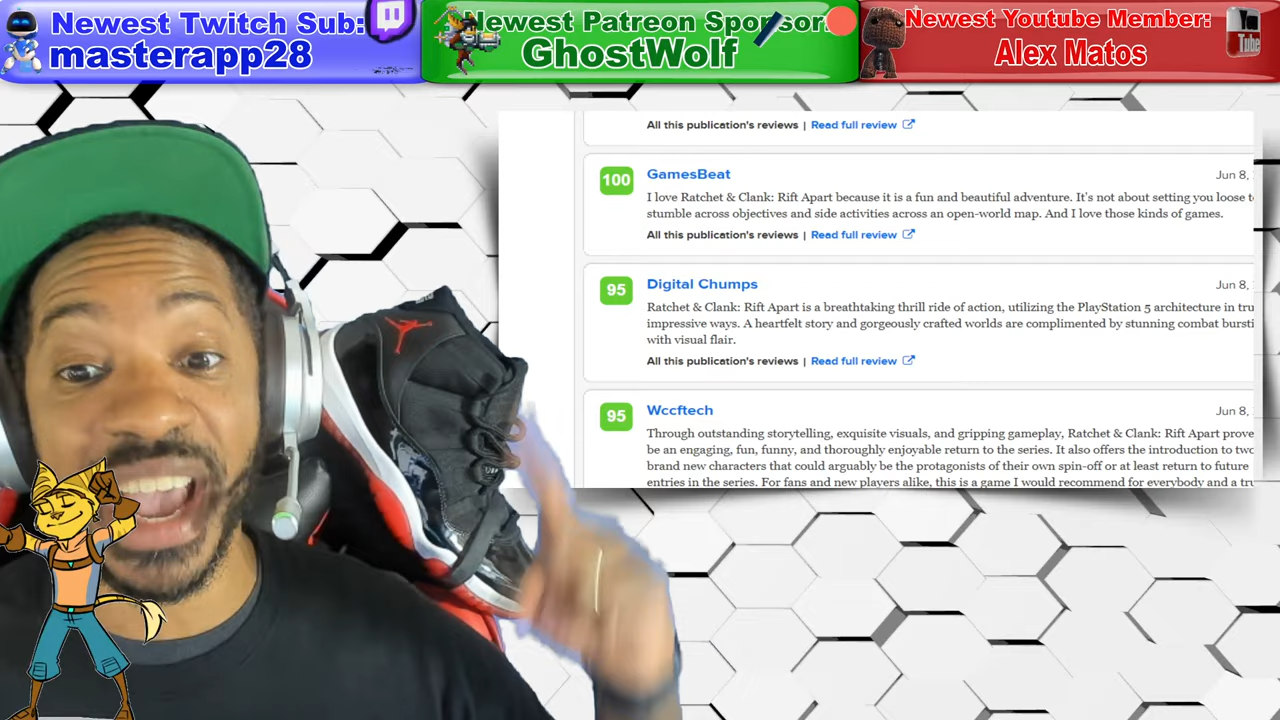 Newest Twitch Sub:
masterapp28
Newest Patreon Sponsor:
GhostWolf
Newest Youtube Member:
Alex Matos
Tube
All this publication's reviews | Read full review
100
GamesBeat
Jun 8,
I love Ratchet & Clank: Rift Apart because it is a fun and beautiful adventure. It's not about setting you loose
stumble across objectives and side activities across an open-world map. And I love those kinds of games.
All this publication's reviews | Read full review
95
Digital Chumps
Jun 8,
Ratchet & Clank: Rift Apart is a breathtaking thrill ride of action, utilizing the PlayStation 5 architecture in tru
impressive ways. A heartfelt story and gorgeously crafted worlds are complimented by stunning combat bursti
with visual flair.
All this publication's reviews | Read full review
95
Wccftech
Jun 8,
Through outstanding storytelling, exquisite visuals, and gripping gameplay, Ratchet & Clank: Rift Apart prove
be an engaging, fun, funny, and thoroughly enjoyable return to the series. It also offers the introduction to two
brand new characters that could arguably be the protagonists of their own spin-off or at least return to future
entries in the series. For fans and new players alike, this is a game I would recommend for everybody and a tru